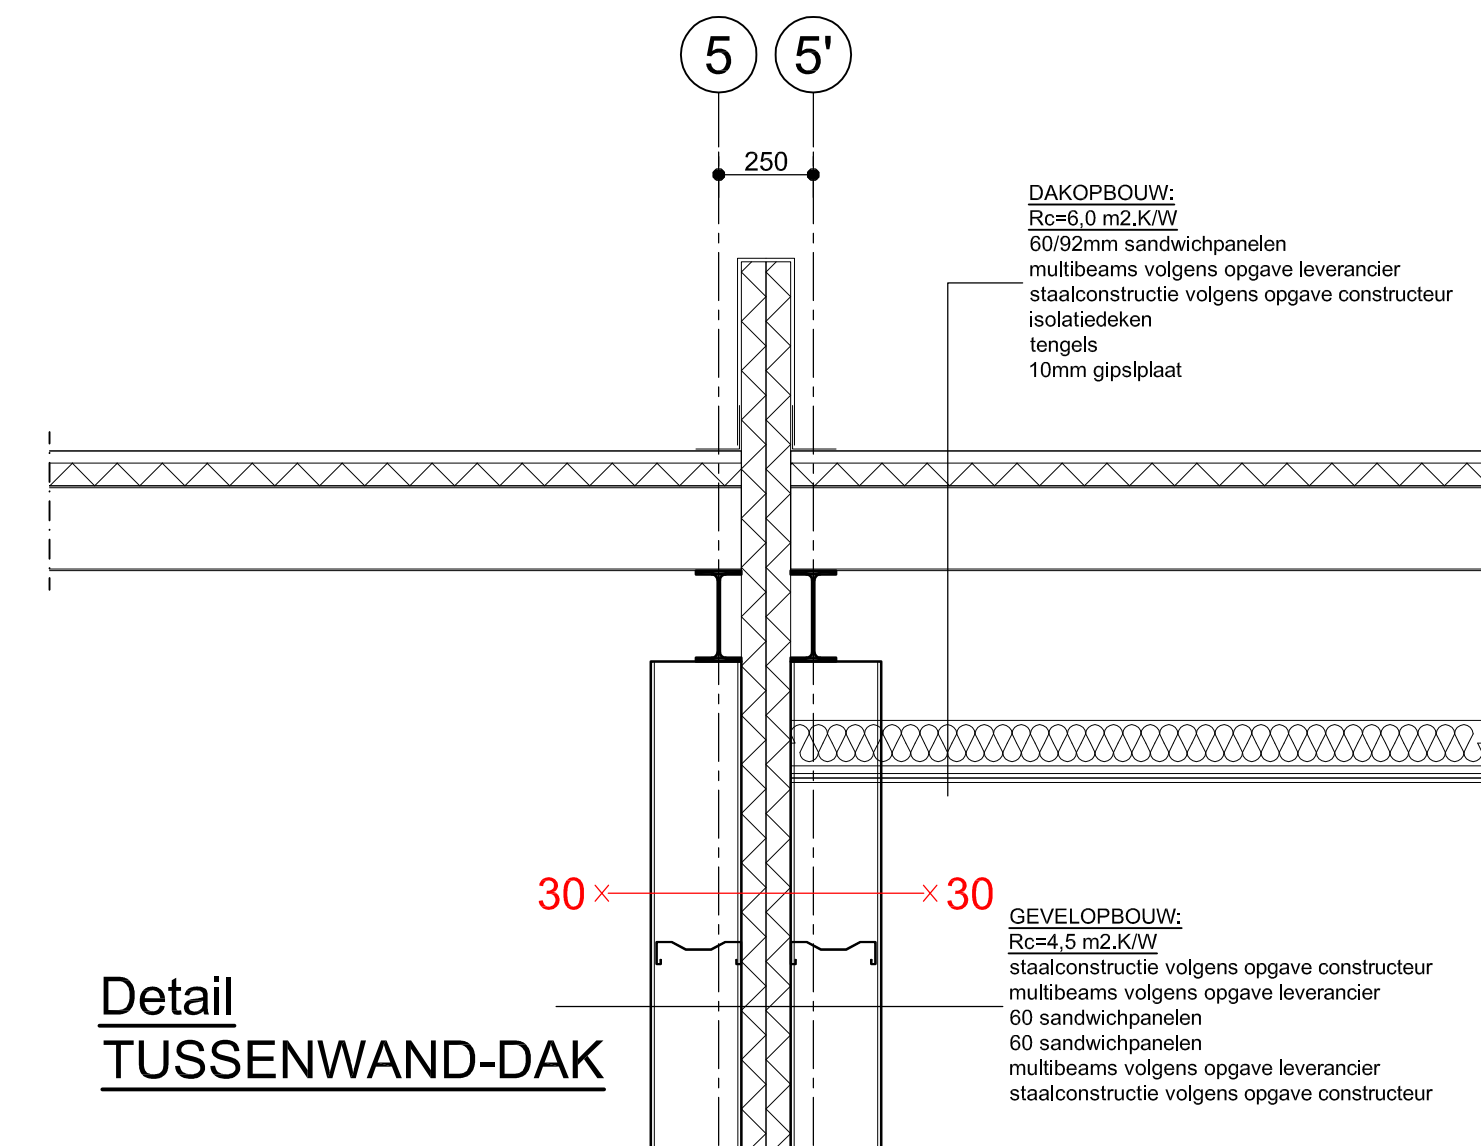 5 5'
250
DAKOPBOUW:
Rc=6,0 m2.K/W
60/92mm sandwichpanelen
multibeams volgens opgave leverancier
staalconstructie volgens opgave constructeur
isolatiedeken
tengels
10mm gipslplaat
30 30
GEVELOPBOUW:
Rc=4,5 m2.K/W
staalconstructie volgens opgave constructeur
multibeams volgens opgave leverancier
60 sandwichpanelen
60 sandwichpanelen
multibeams volgens opgave leverancier
staalconstructie volgens opgave constructeur
Detail
TUSSENWAND-DAK